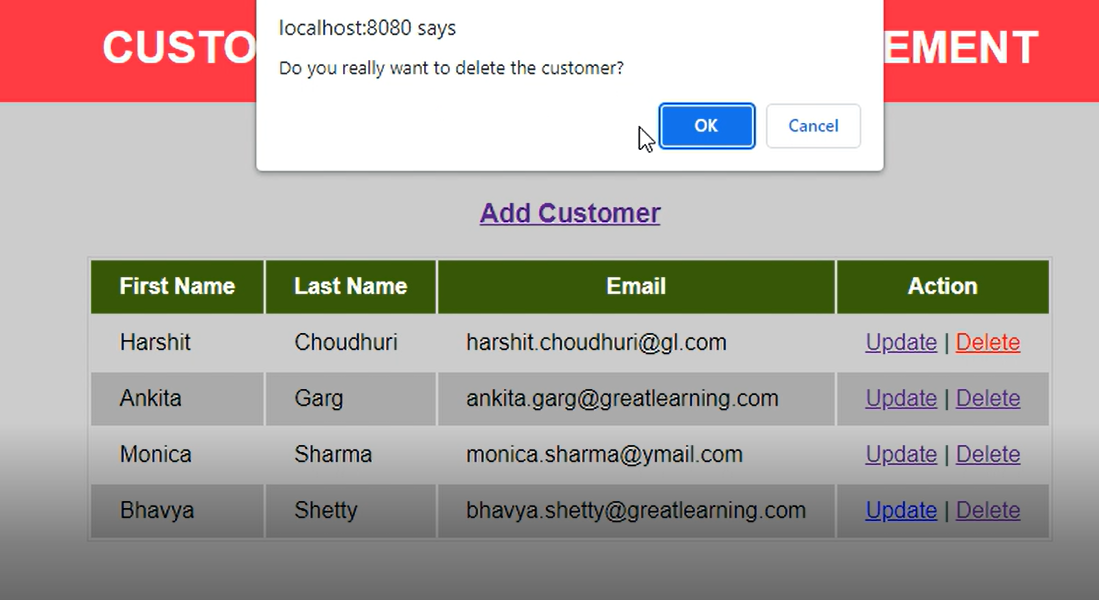 localhost:8080 says
CUSTO EMENT
Do you really want to delete the customer?
OK Cancel
Add Customer
First Name Last Name Email Action
Harshit Choudhuri harshit.choudhuri@gl.com Update | Delete
Ankita Garg ankita.garg@greatlearning.com Update | Delete
Monica Sharma monica.sharma@ymail.com Update | Delete
Bhavya Shetty bhavya.shetty@greatlearning.com Update | Delete